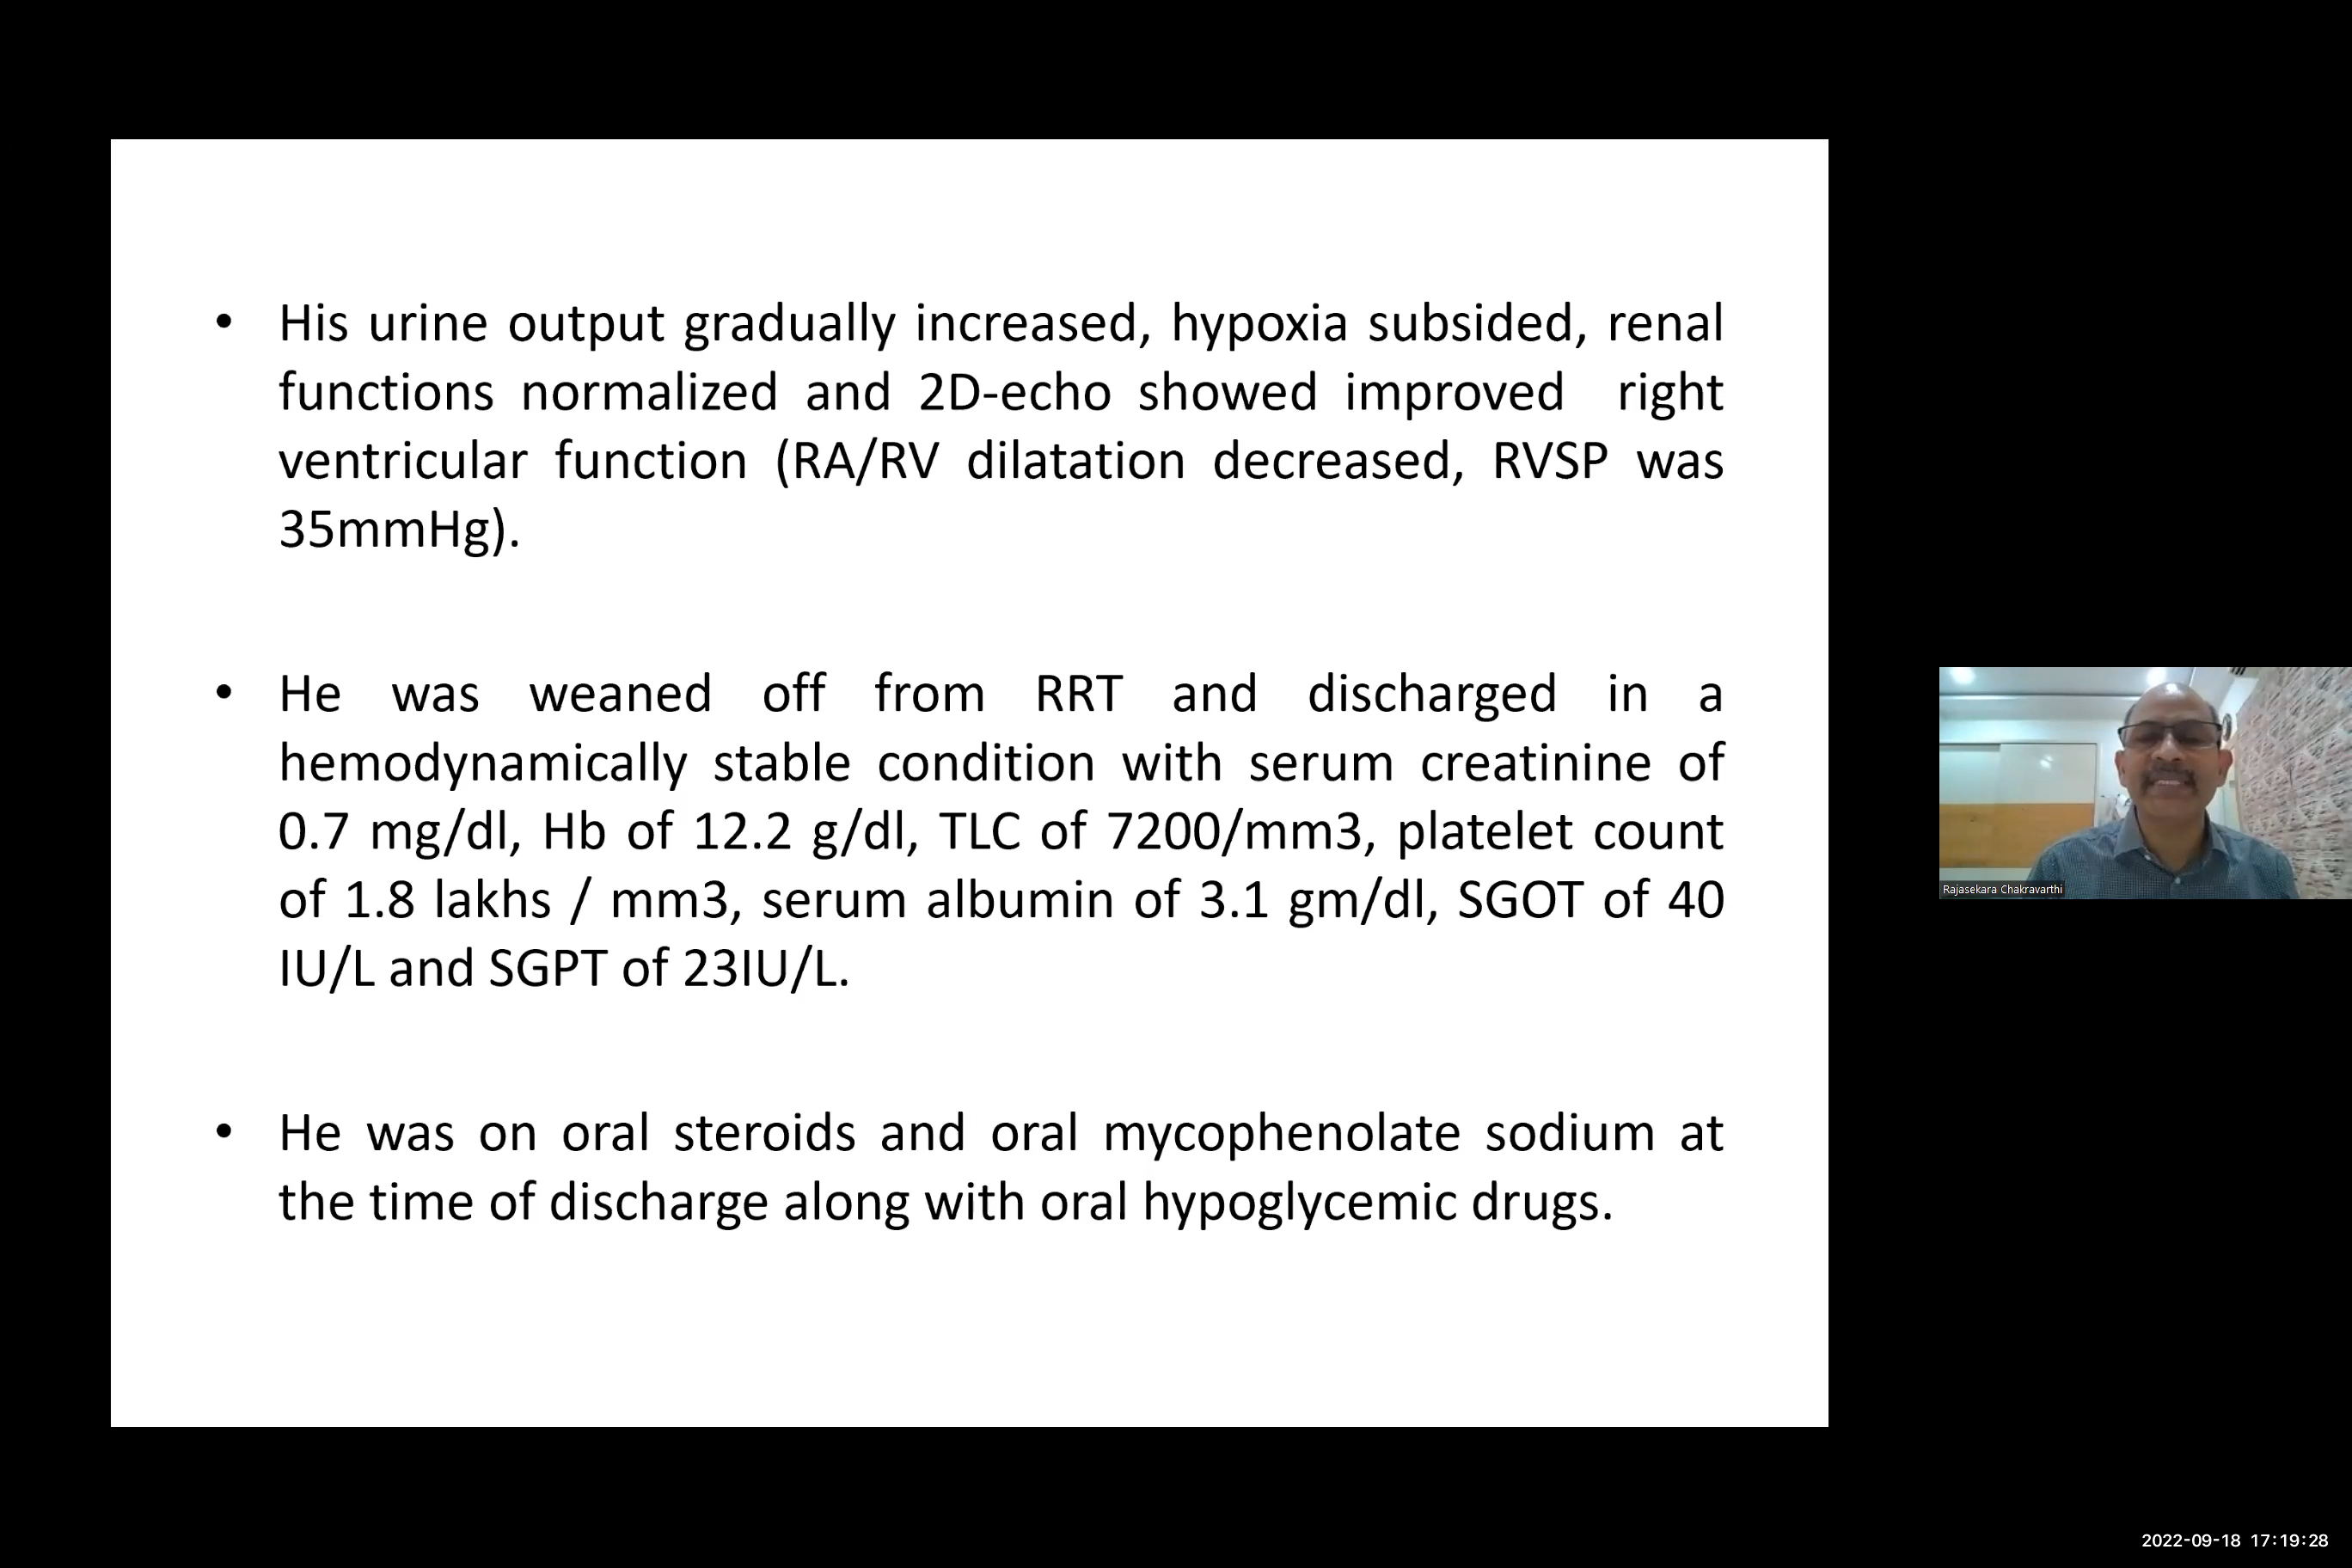 • His urine output gradually increased, hypoxia subsided, renal
functions normalized and 2D-echo showed improved right
ventricular function (RA/RV dilatation decreased, RVSP was
35mmHg).
• He was weaned off from RRT and discharged in a
hemodynamically stable condition with serum creatinine of
0.7 mg/dl, Hb of 12.2 g/dl, TLC of 7200/mm3, platelet count
of 1.8 lakhs / mm3, serum albumin of 3.1 gm/dl, SGOT of 40
IU/L and SGPT of 23IU/L.
• He was on oral steroids and oral mycophenolate sodium at
the time of discharge along with oral hypoglycemic drugs.
Rajasekara Chakravarthi
2022-09-18 17:19:28